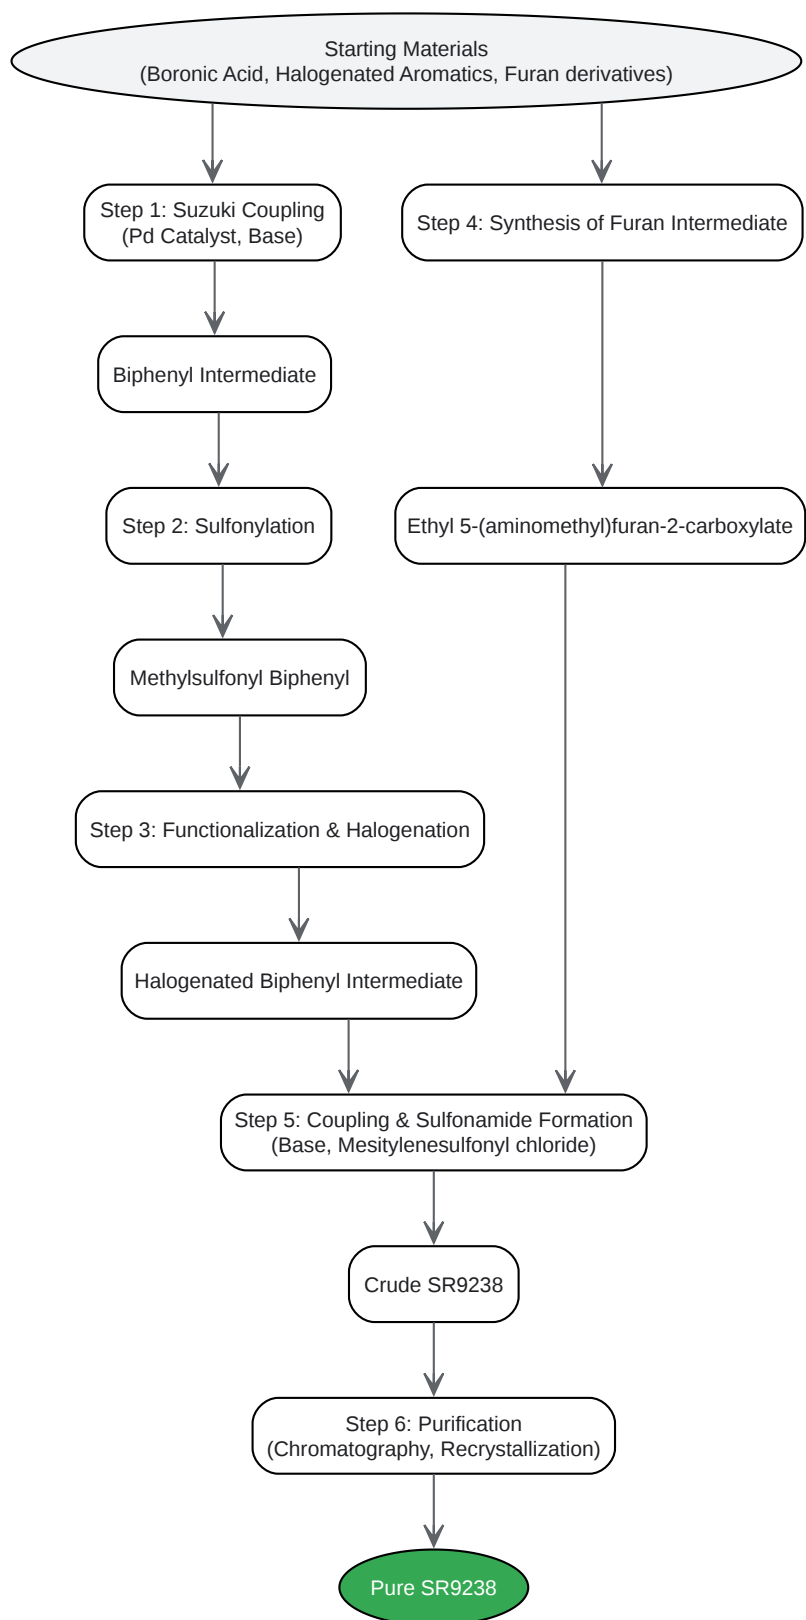 Starting Materials
(Boronic Acid, Halogenated Aromatics, Furan derivatives)
Step 1: Suzuki Coupling
(Pd Catalyst, Base)
Step 4: Synthesis of Furan Intermediate
Biphenyl Intermediate
Step 2: Sulfonylation
Ethyl 5-(aminomethyl)furan-2-carboxylate
Methylsulfonyl Biphenyl
Step 3: Functionalization & Halogenation
Halogenated Biphenyl Intermediate
Step 5: Coupling & Sulfonamide Formation
(Base, Mesitylenesulfonyl chloride)
Crude SR9238
Step 6: Purification
(Chromatography, Recrystallization)
Pure SR9238